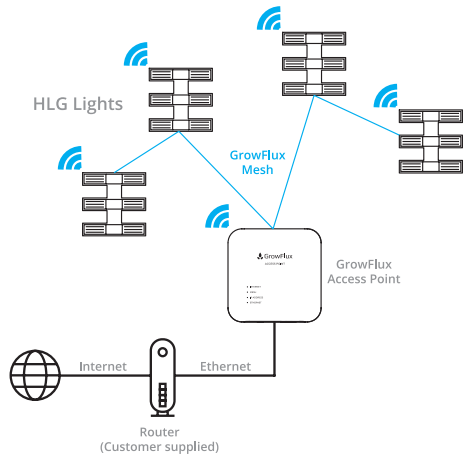 HLG Lights
GrowFlux
Mesh
GrowFlux
GrowFlux
Access Point
Internet
Ethernet
Router
(Customer supplied)